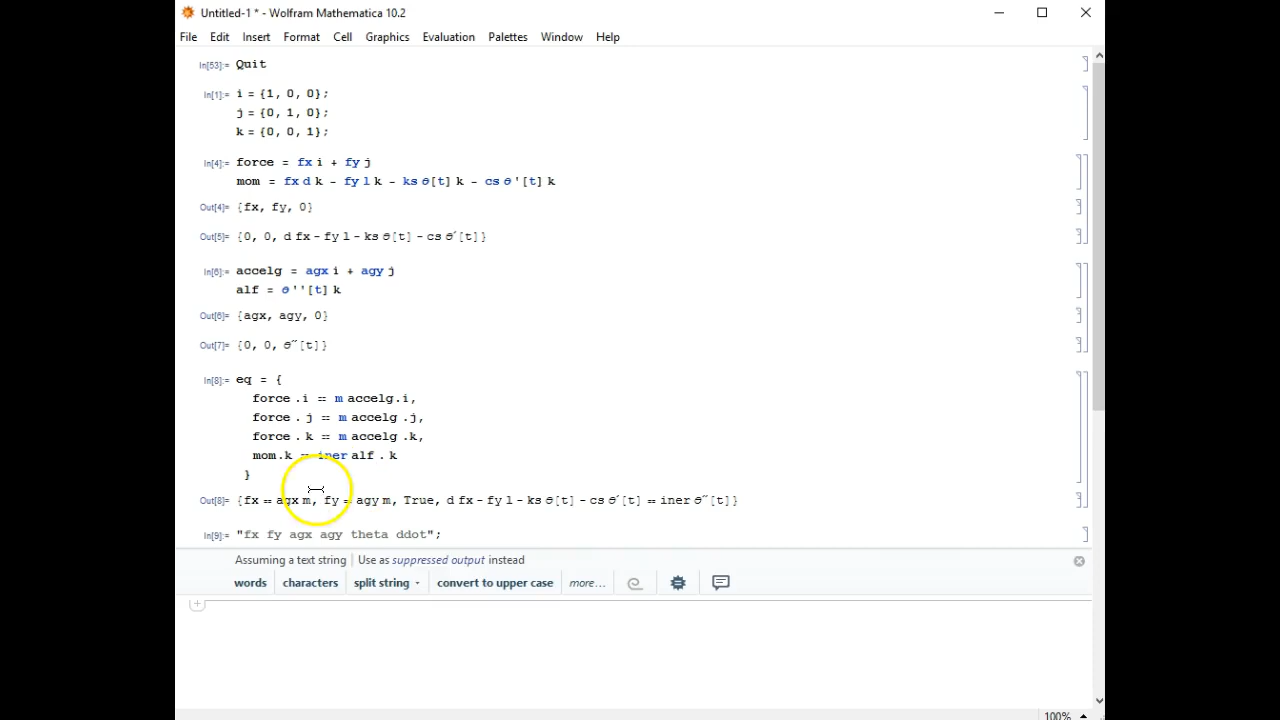 Untitled-1 * - Wolfram Mathematica 10.2
File Edit Insert Format Cell Graphics Evaluation Palettes Window Help
In[53]:= Quit
In[1]:= i = {1, 0, 0};
j = {0, 1, 0};
k = {0, 0, 1};
In[4]:= force = fx i + fy j
mom = fx d k - fy l k - ks θ[t] k - cs θ'[t] k
Out[4]= {fx, fy, 0}
Out[5]= {0, 0, d fx - fy l - ks θ[t] - cs θ′[t]}
In[6]:= accelg = agx i + agy j
alf = θ''[t] k
Out[6]= {agx, agy, 0}
Out[7]= {0, 0, θ″[t]}
In[8]:= eq = {
force .i == m accelg.i,
force . j == m accelg .j,
force . k == m accelg .k,
mom.k == iner alf . k
}
Out[8]= {fx == agx m, fy == agy m, True, d fx - fy l - ks θ[t] - cs θ′[t] == iner θ″[t]}
In[9]:= "fx fy agx agy theta ddot";
Assuming a text string | Use as suppressed output instead
words characters split string convert to upper case more...
100%